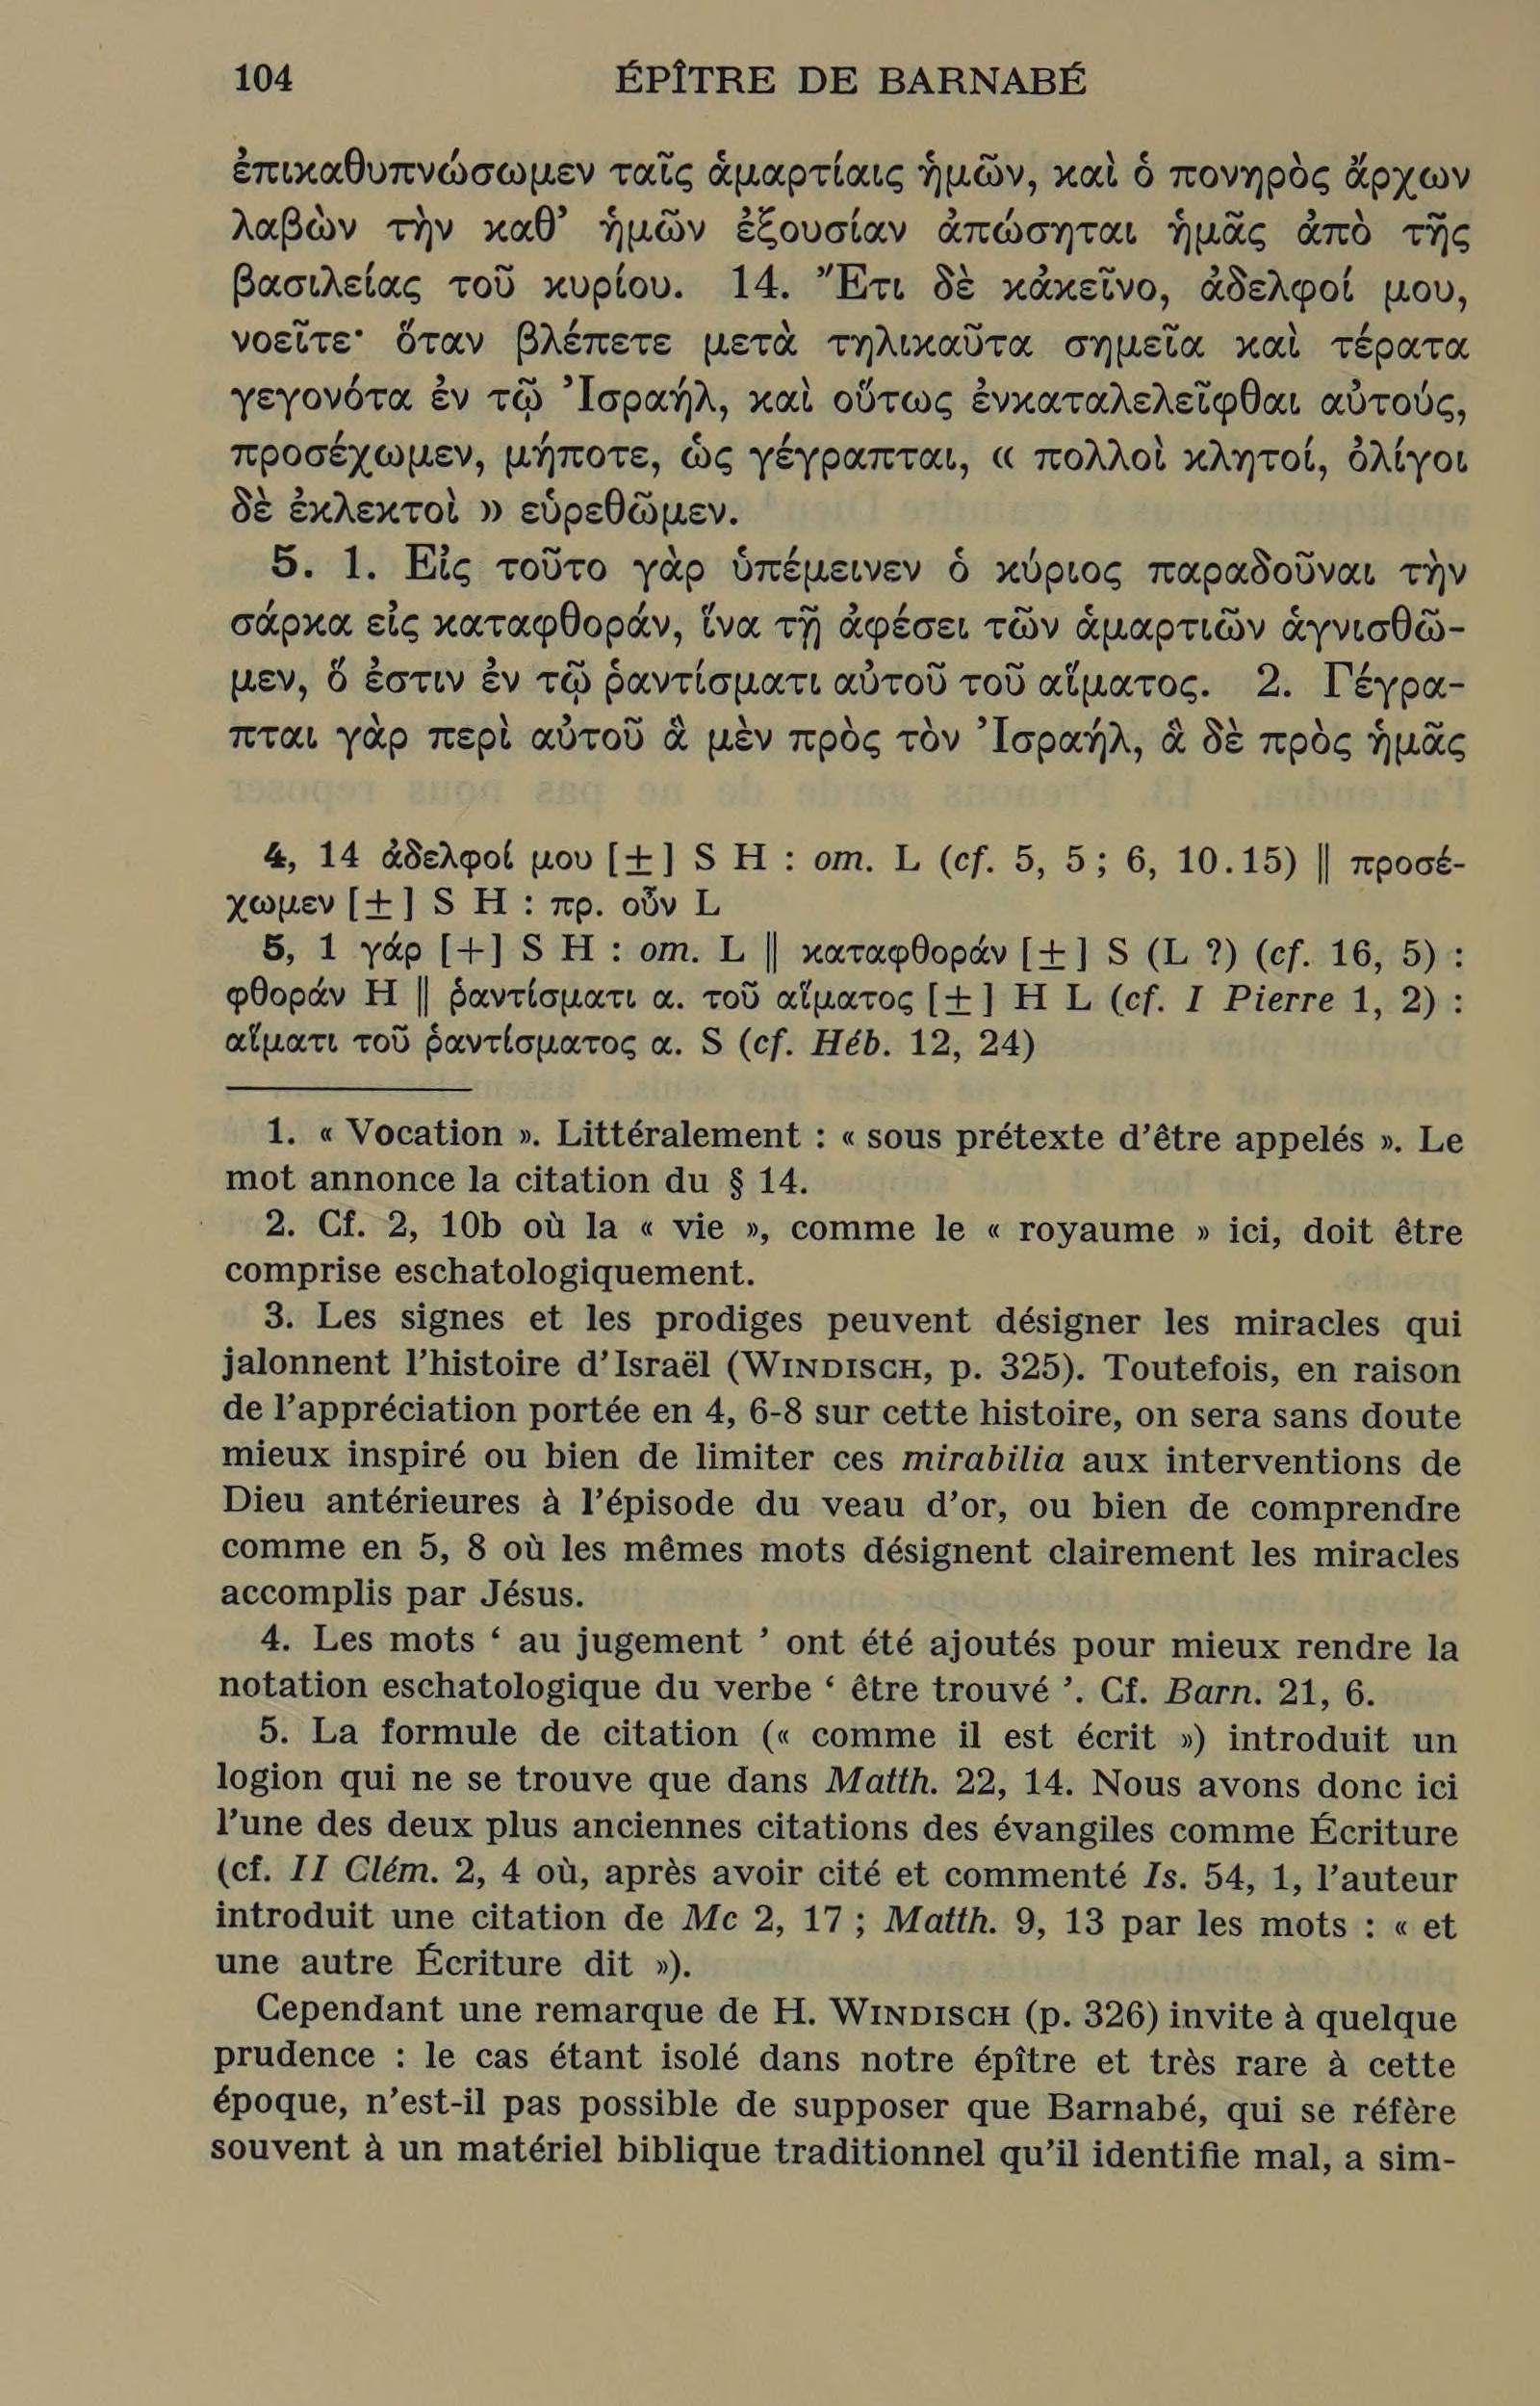 104 ÉPÎTRE DE BARNABÉ
ἐπικαθυπνώσωμεν ταῖς ἁμαρτίαις ἡμῶν, καὶ ὁ πονηρὸς ἄρχων
λαβὼν τὴν καθ’ ἡμῶν ἐξουσίαν ἀπώσηται ἡμᾶς ἀπὸ τῆς
βασιλείας τοῦ κυρίου. 14. Ἔτι δὲ κἀκεῖνο, ἀδελφοί μου,
νοεῖτε· ὅταν βλέπετε μετὰ τηλικαῦτα σημεῖα καὶ τέρατα
γεγονότα ἐν τῷ Ἰσραήλ, καὶ οὕτως ἐνκαταλελεῖφθαι αὐτούς,
προσέχωμεν, μήποτε, ὡς γέγραπται, « πολλοὶ κλητοί, ὀλίγοι
δὲ ἐκλεκτοὶ » εὑρεθῶμεν.
5. 1. Εἰς τοῦτο γὰρ ὑπέμεινεν ὁ κύριος παραδοῦναι τὴν
σάρκα εἰς καταφθοράν, ἵνα τῇ ἀφέσει τῶν ἁμαρτιῶν ἁγνισθῶ-
μεν, ὅ ἐστιν ἐν τῷ ῥαντίσματι αὐτοῦ τοῦ αἵματος. 2. Γέγρα-
πται γὰρ περὶ αὐτοῦ ἃ μὲν πρὸς τὸν Ἰσραήλ, ἃ δὲ πρὸς ἡμᾶς
4, 14 ἀδελφοί μου [±] S H : om. L (cf. 5, 5 ; 6, 10.15) || προσέ-
χωμεν [±] S H : πρ. οὖν L
5, 1 γάρ [+] S H : om. L || καταφθοράν [±] S (L ?) (cf. 16, 5) :
φθοράν H || ῥαντίσματι α. τοῦ αἵματος [±] H L (cf. I Pierre 1, 2) :
αἵματι τοῦ ῥαντίσματος α. S (cf. Héb. 12, 24)
1. « Vocation ». Littéralement : « sous prétexte d’être appelés ». Le
mot annonce la citation du § 14.
2. Cf. 2, 10b où la « vie », comme le « royaume » ici, doit être
comprise eschatologiquement.
3. Les signes et les prodiges peuvent désigner les miracles qui
jalonnent l’histoire d’Israël (WINDISCH, p. 325). Toutefois, en raison
de l’appréciation portée en 4, 6-8 sur cette histoire, on sera sans doute
mieux inspiré ou bien de limiter ces mirabilia aux interventions de
Dieu antérieures à l’épisode du veau d’or, ou bien de comprendre
comme en 5, 8 où les mêmes mots désignent clairement les miracles
accomplis par Jésus.
4. Les mots ‘ au jugement ’ ont été ajoutés pour mieux rendre la
notation eschatologique du verbe ‘ être trouvé ’. Cf. Barn. 21, 6.
5. La formule de citation (« comme il est écrit ») introduit un
logion qui ne se trouve que dans Matth. 22, 14. Nous avons donc ici
l’une des deux plus anciennes citations des évangiles comme Écriture
(cf. II Clém. 2, 4 où, après avoir cité et commenté Is. 54, 1, l’auteur
introduit une citation de Mc 2, 17 ; Matth. 9, 13 par les mots : « et
une autre Écriture dit »).
Cependant une remarque de H. WINDISCH (p. 326) invite à quelque
prudence : le cas étant isolé dans notre épître et très rare à cette
époque, n’est-il pas possible de supposer que Barnabé, qui se réfère
souvent à un matériel biblique traditionnel qu’il identifie mal, a sim-